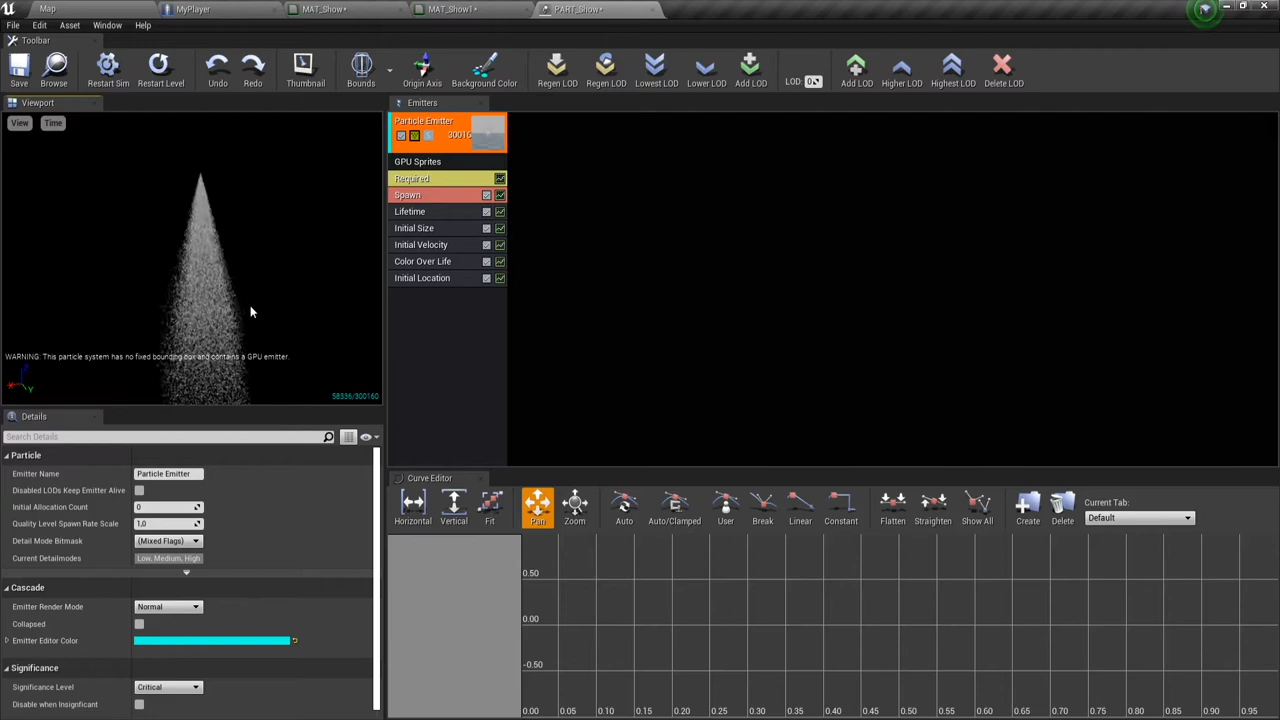 Map
MyPlayer
MAT_Show*
MAT_Show1*
PART_Show*
File Edit Asset Window Help
Toolbar
Save Browse Restart Sim Restart Level Undo Redo Thumbnail Bounds Origin Axis Background Color Regen LOD Regen LOD Lowest LOD Lower LOD Add LOD LOD: 0 Add LOD Higher LOD Highest LOD Delete LOD
Viewport
View Time
WARNING: This particle system has no fixed bounding box and contains a GPU emitter.
Z
Y
58336/300160
Emitters
Particle Emitter
30016
GPU Sprites
Required
Spawn
Lifetime
Initial Size
Initial Velocity
Color Over Life
Initial Location
Details
Search Details
Particle
Emitter Name Particle Emitter
Disabled LODs Keep Emitter Alive
Initial Allocation Count 0
Quality Level Spawn Rate Scale 1,0
Detail Mode Bitmask (Mixed Flags)
Current Detailmodes Low, Medium, High
Cascade
Emitter Render Mode Normal
Collapsed
Emitter Editor Color
Significance
Significance Level Critical
Disable when Insignficant
Curve Editor
Horizontal Vertical Fit Pan Zoom Auto Auto/Clamped User Break Linear Constant Flatten Straighten Show All Create Delete
Current Tab:
Default
0.50
0.00
-0.50
0.00 0.05 0.10 0.15 0.20 0.25 0.30 0.35 0.40 0.45 0.50 0.55 0.60 0.65 0.70 0.75 0.80 0.85 0.90 0.95